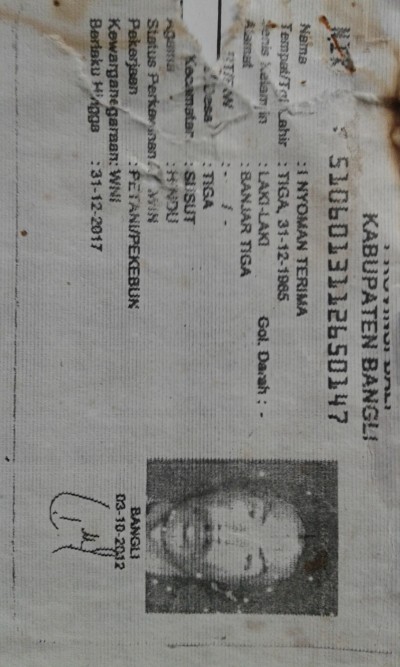 PROVINSI BALI
KABUPATEN BANGLI
NIK : 5106013112650147
Nama : I NYOMAN TERIMA
Tempat/Tgl Lahir : TIGA, 31-12-1965
Jenis Kelamin : LAKI-LAKI Gol. Darah : -
Alamat : BANJAR TIGA
RT/RW : - / -
Desa : TIGA
Kecamatan : SUSUT
Agama : HINDU
Status Perkawinan : KAWIN
Pekerjaan : PETANI/PEKEBUN
Kewarganegaraan: WNI
Berlaku Hingga : 31-12-2017
BANGLI
03-10-2012